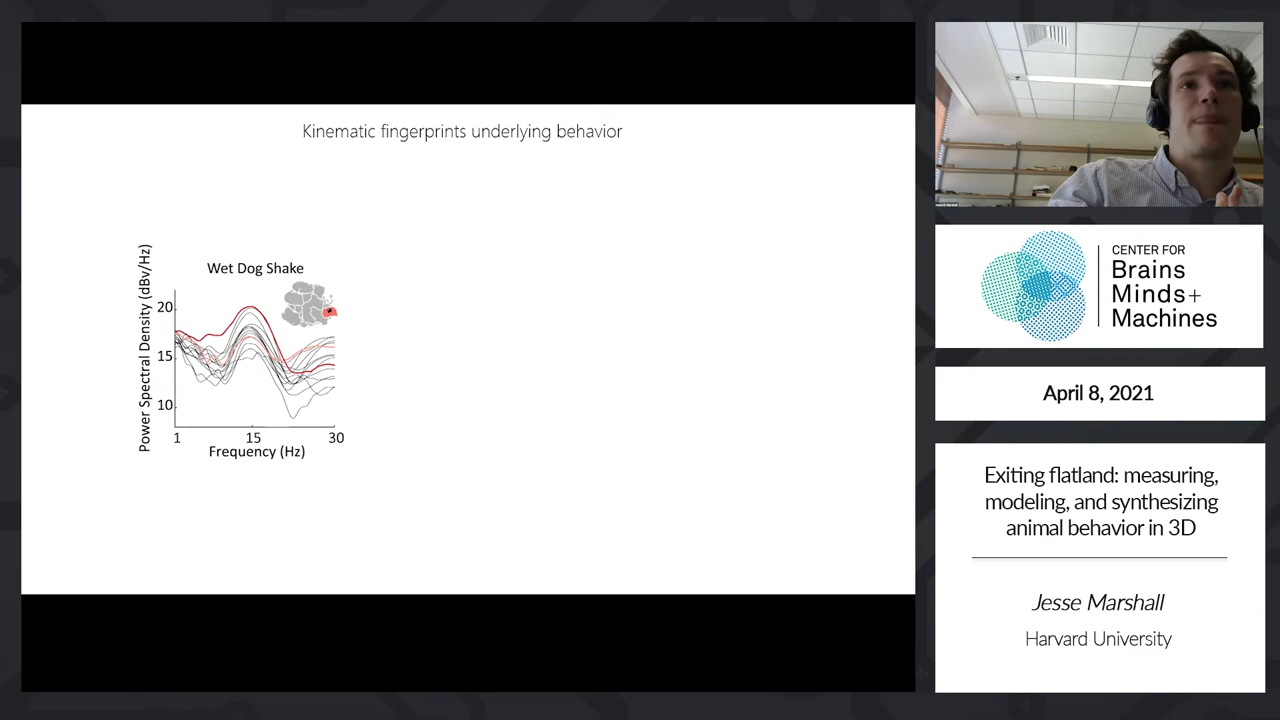 Kinematic fingerprints underlying behavior
Wet Dog Shake
Power Spectral Density (dBv/Hz)
20
15
10
1 15 30
Frequency (Hz)
CENTER FOR
Brains
Minds+
Machines
April 8, 2021
Exiting flatland: measuring,
modeling, and synthesizing
animal behavior in 3D
Jesse Marshall
Harvard University